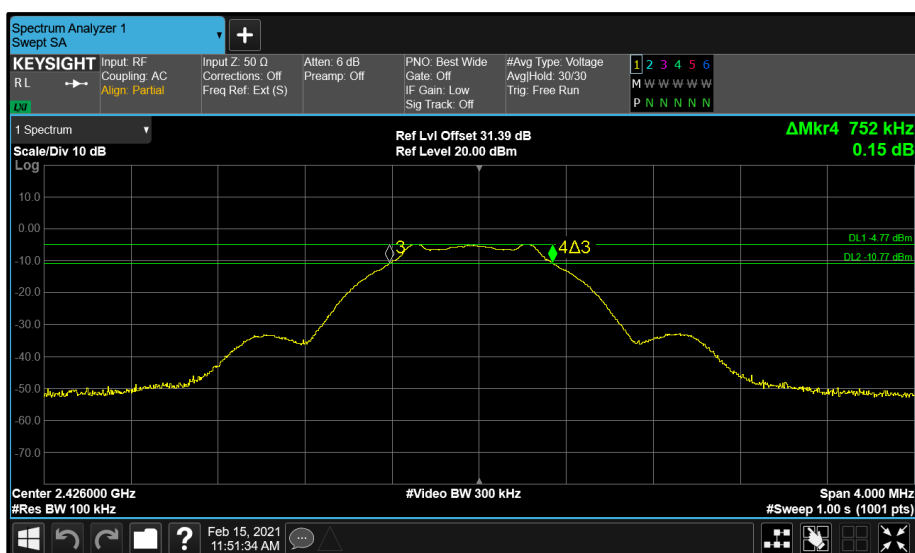 Spectrum Analyzer 1
Swept SA
KEYSIGHT
R L
LXI
Input: RF
Coupling: AC
Align: Partial
Input Z: 50 Ω
Corrections: Off
Freq Ref: Ext (S)
Atten: 6 dB
Preamp: Off
PNO: Best Wide
Gate: Off
IF Gain: Low
Sig Track: Off
#Avg Type: Voltage
Avg|Hold: 30/30
Trig: Free Run
1 2 3 4 5 6
M W W W W W
P N N N N N
1 Spectrum
Scale/Div 10 dB
Log
Ref Lvl Offset 31.39 dB
Ref Level 20.00 dBm
ΔMkr4 752 kHz
0.15 dB
10.0
0.00
DL1 -4.77 dBm
3
4Δ3
DL2 -10.77 dBm
-10.0
-20.0
-30.0
-40.0
-50.0
-60.0
-70.0
Center 2.426000 GHz
#Video BW 300 kHz
Span 4.000 MHz
#Res BW 100 kHz
#Sweep 1.00 s (1001 pts)
?
Feb 15, 2021
11:51:34 AM